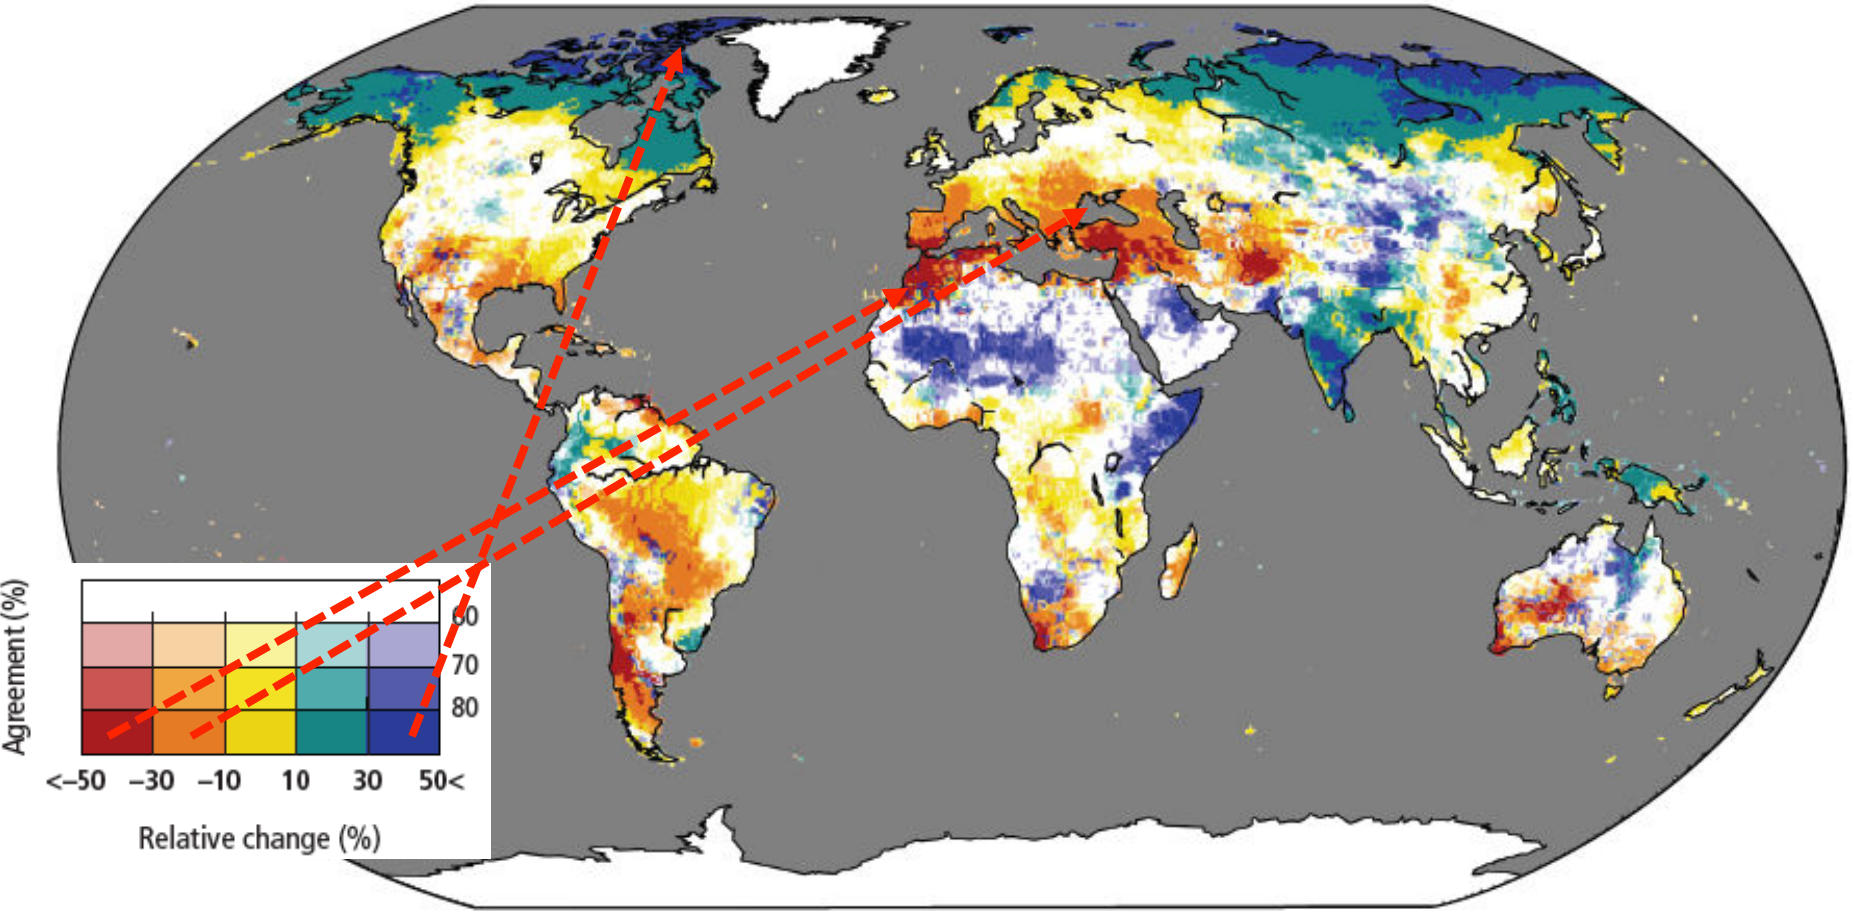 Agreement (%)
60
70
80
<–50 –30 –10 10 30 50<
Relative change (%)